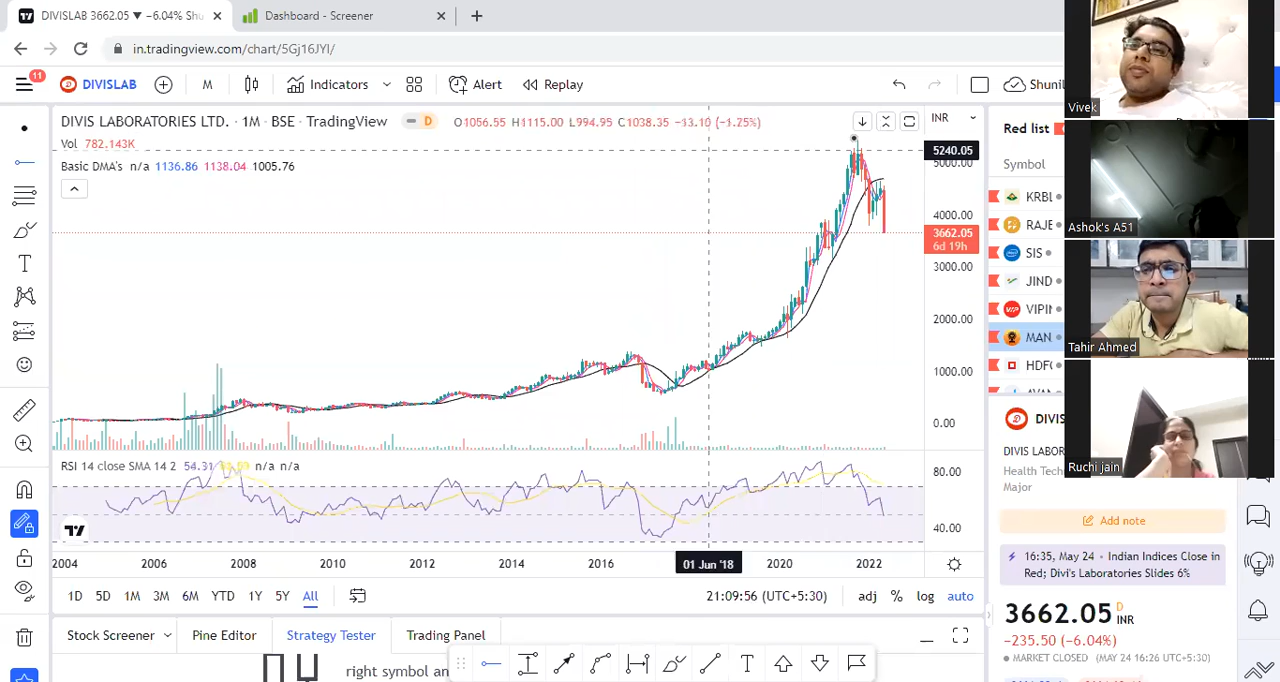 DIVISLAB 3662.05 ▼ −6.04% Shu
Dashboard - Screener
in.tradingview.com/chart/5Gj16JYI/
11
DIVISLAB
M
Indicators
Alert
Replay
Shunil
DIVIS LABORATORIES LTD. · 1M · BSE · TradingView
D
O1056.55 H1115.00 L994.95 C1038.35 −13.10 (−1.25%)
INR
Vol 782.143K
Basic DMA's n/a 1136.86 1138.04 1005.76
5240.05
5000.00
4000.00
3662.05
6d 19h
3000.00
2000.00
1000.00
0.00
RSI 14 close SMA 14 2 54.31 n/a n/a
80.00
40.00
2004 2006 2008 2010 2012 2014 2016 01 Jun '18 2020 2022
1D 5D 1M 3M 6M YTD 1Y 5Y All
21:09:56 (UTC+5:30)
adj % log auto
Stock Screener
Pine Editor
Strategy Tester
Trading Panel
right symbol an
Red list
Symbol
KRBL
RAJE
SIS
JIND
VIPIN
MAN
HDFC
DIVIS
DIVIS LABOR
Health Tech
Major
Add note
16:35, May 24 • Indian Indices Close in
Red; Divi's Laboratories Slides 6%
3662.05 D
INR
−235.50 (−6.04%)
MARKET CLOSED (MAY 24 16:26 UTC+5:30)
Vivek
Ashok's A51
Tahir Ahmed
Ruchi jain